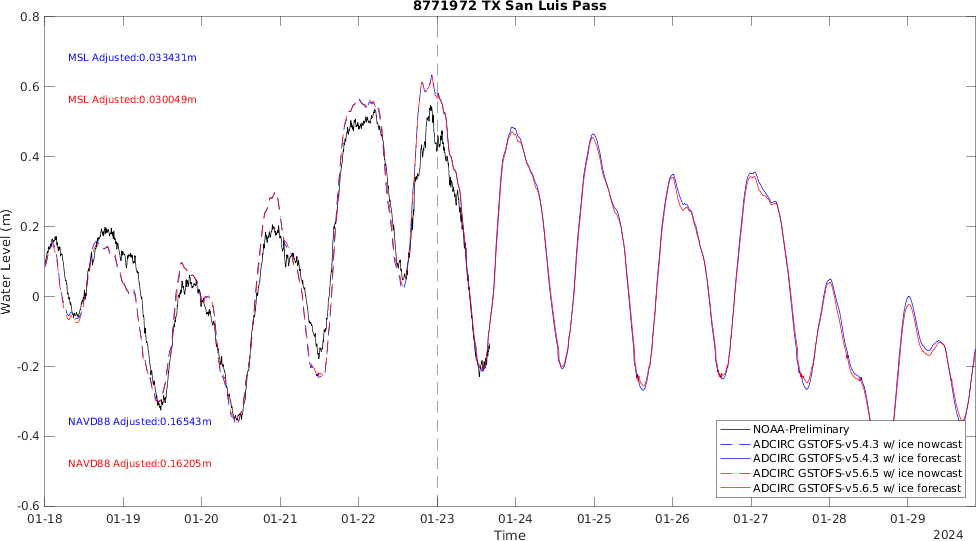 8771972 TX San Luis Pass
0.8
0.6
0.4
0.2
0
-0.2
-0.4
-0.6
Water Level (m)
MSL Adjusted:0.033431m
MSL Adjusted:0.030049m
NAVD88 Adjusted:0.16543m
NAVD88 Adjusted:0.16205m
NOAA-Preliminary
ADCIRC GSTOFS-v5.4.3 w/ ice nowcast
ADCIRC GSTOFS-v5.4.3 w/ ice forecast
ADCIRC GSTOFS-v5.6.5 w/ ice nowcast
ADCIRC GSTOFS-v5.6.5 w/ ice forecast
01-18 01-19 01-20 01-21 01-22 01-23 01-24 01-25 01-26 01-27 01-28 01-29
Time
2024